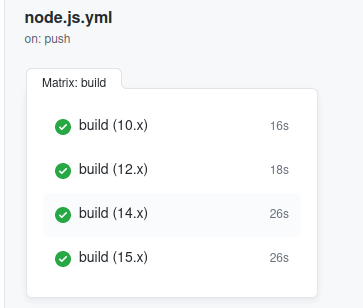 node.js.yml
on: push
Matrix: build
build (10.x) 16s
build (12.x) 18s
build (14.x) 26s
build (15.x) 26s